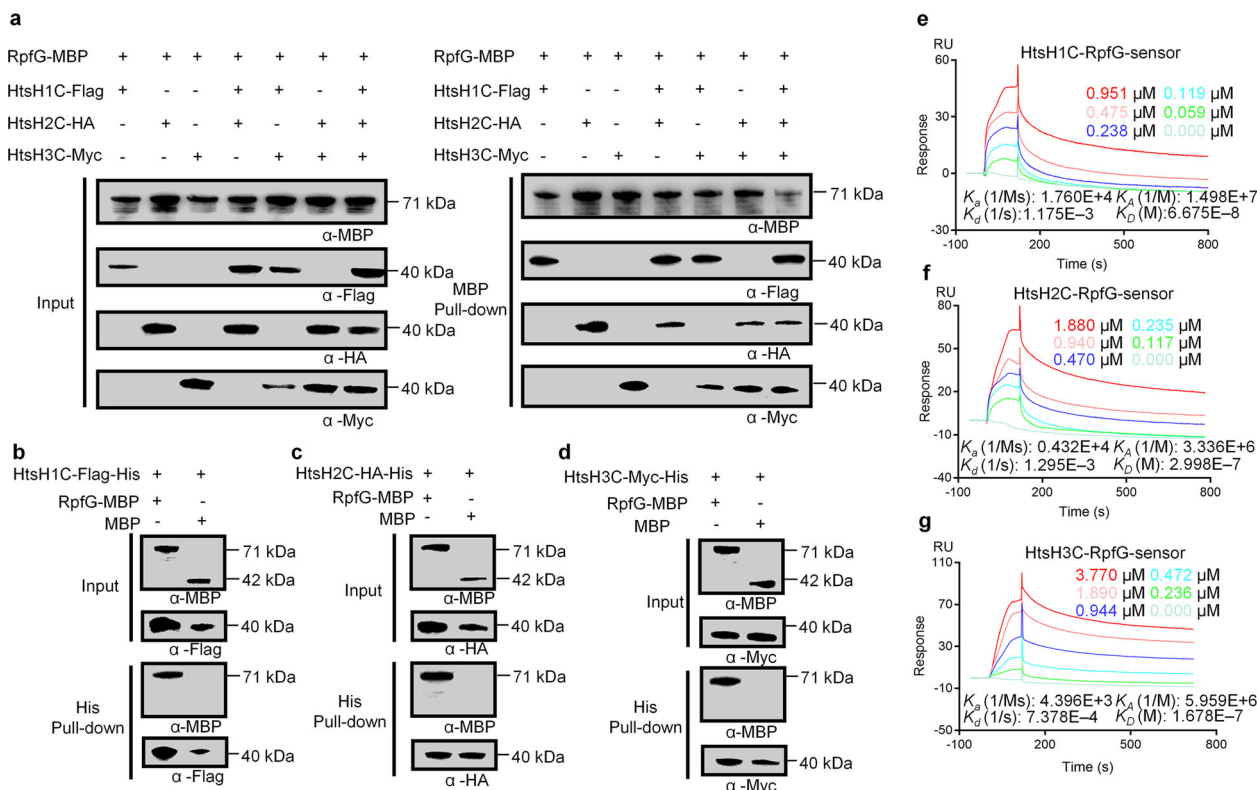 a
RpfG-MBP + + + + + + +
HtsH1C-Flag + - - + + - +
HtsH2C-HA - + - + - + +
HtsH3C-Myc - - + - + + +
Input
71 kDa
α-MBP
40 kDa
α -Flag
40 kDa
α -HA
40 kDa
α -Myc
RpfG-MBP + + + + + + +
HtsH1C-Flag + - - + + - +
HtsH2C-HA - + - + - + +
HtsH3C-Myc - - + - + + +
MBP
Pull-down
71 kDa
α-MBP
40 kDa
α -Flag
40 kDa
α -HA
40 kDa
α -Myc
b
HtsH1C-Flag-His + +
RpfG-MBP + -
MBP - +
Input
71 kDa
42 kDa
α-MBP
40 kDa
α -Flag
His
Pull-down
71 kDa
α-MBP
40 kDa
α -Flag
c
HtsH2C-HA-His + +
RpfG-MBP + -
MBP - +
Input
71 kDa
42 kDa
α-MBP
40 kDa
α -HA
His
Pull-down
71 kDa
α-MBP
40 kDa
α -HA
d
HtsH3C-Myc-His + +
RpfG-MBP + -
MBP - +
Input
71 kDa
42 kDa
α-MBP
40 kDa
α -Myc
His
Pull-down
71 kDa
α-MBP
40 kDa
α -Myc
e
RU
HtsH1C-RpfG-sensor
60
30
0
-30
Response
0.951 µM 0.119 µM
0.475 µM 0.059 µM
0.238 µM 0.000 µM
Ka (1/Ms): 1.760E+4 KA (1/M): 1.498E+7
Kd (1/s):1.175E−3 KD (M):6.675E−8
-100 200 500 800
Time (s)
f
RU
HtsH2C-RpfG-sensor
80
50
20
-10
-40
Response
1.880 µM 0.235 µM
0.940 µM 0.117 µM
0.470 µM 0.000 µM
Ka (1/Ms): 0.432E+4 KA (1/M): 3.336E+6
Kd (1/s): 1.295E−3 KD (M): 2.998E−7
-100 200 500 800
Time (s)
g
RU
HtsH3C-RpfG-sensor
110
70
30
-10
-50
Response
3.770 µM 0.472 µM
1.890 µM 0.236 µM
0.944 µM 0.000 µM
Ka (1/Ms): 4.396E+3 KA (1/M): 5.959E+6
Kd (1/s): 7.378E−4 KD (M): 1.678E−7
-100 200 500 800
Time (s)